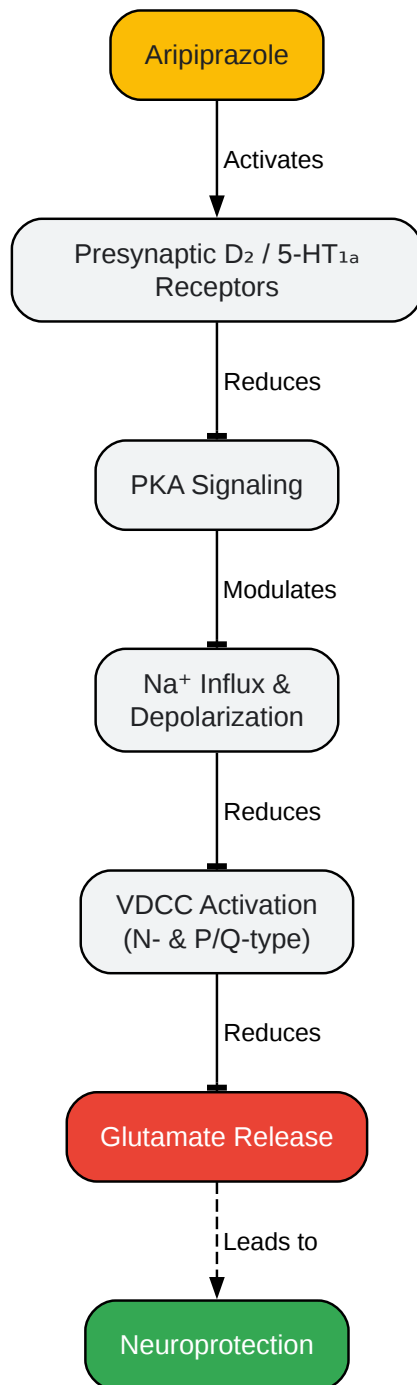 Aripiprazole
Activates
Presynaptic D₂ / 5-HT₁ₐ
Receptors
Reduces
PKA Signaling
Modulates
Na⁺ Influx &
Depolarization
Reduces
VDCC Activation
(N- & P/Q-type)
Reduces
Glutamate Release
Leads to
Neuroprotection